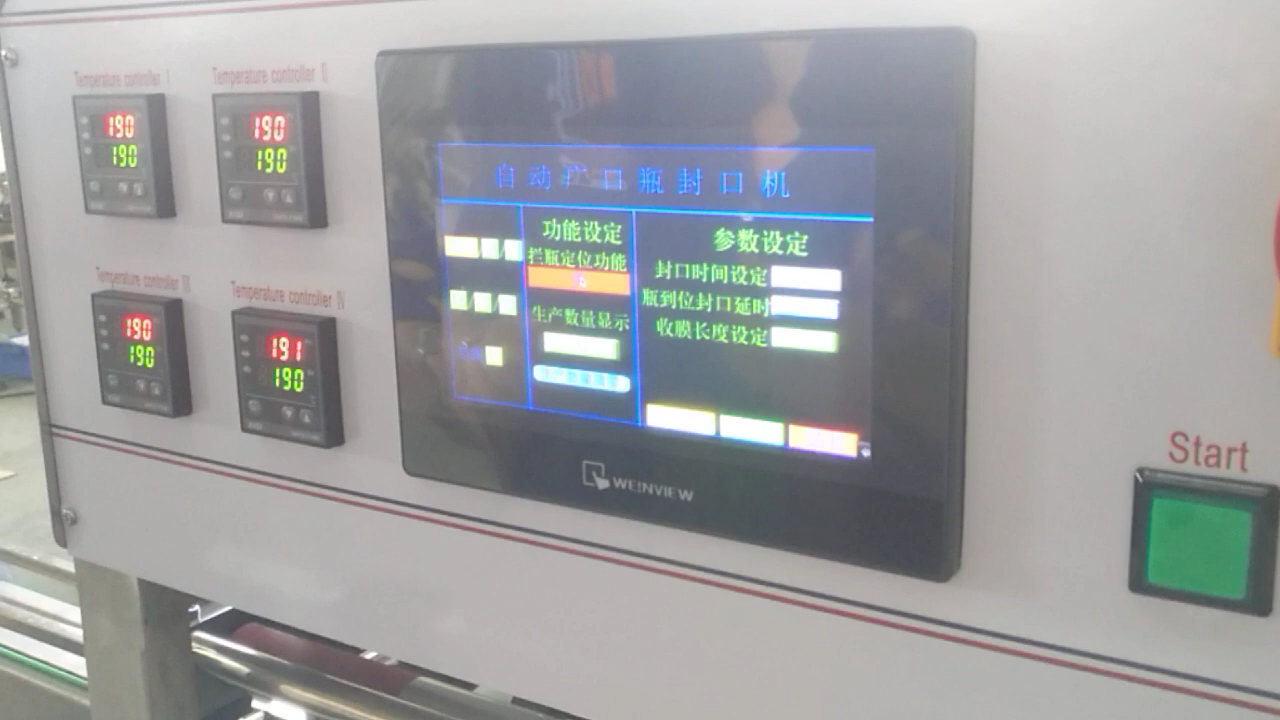 Temperature controller I
Temperature controller II
190
190
190
190
Temperature controller III
Temperature controller IV
190
190
191
190
自动广口瓶封口机
功能设定
拦瓶定位功能
生产数量显示
参数设定
封口时间设定
瓶到位封口延时
收膜长度设定
WEINVIEW
Start